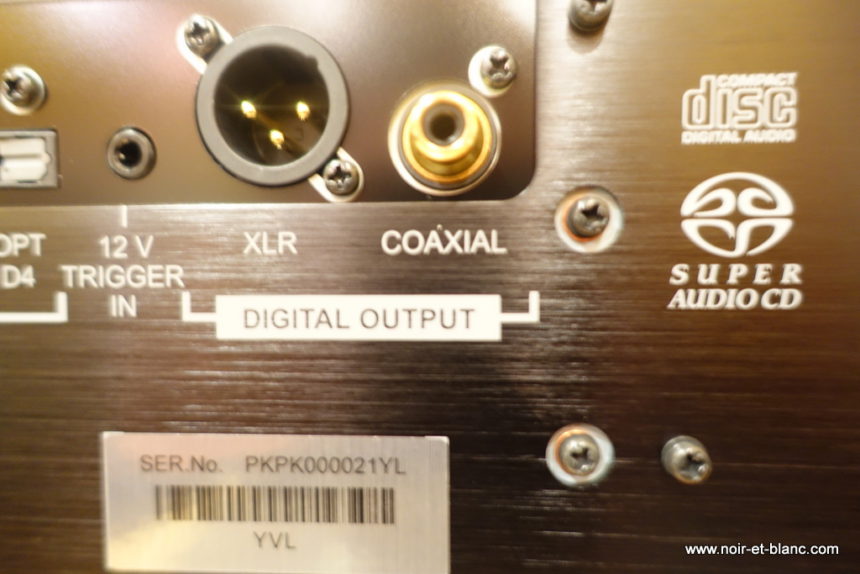 COMPACT
disc
DIGITAL AUDIO
SUPER
AUDIO CD
OPT
D4
12 V
TRIGGER
IN
XLR
COAXIAL
DIGITAL OUTPUT
SER.No. PKPK000021YL
YVL
www.noir-et-blanc.com